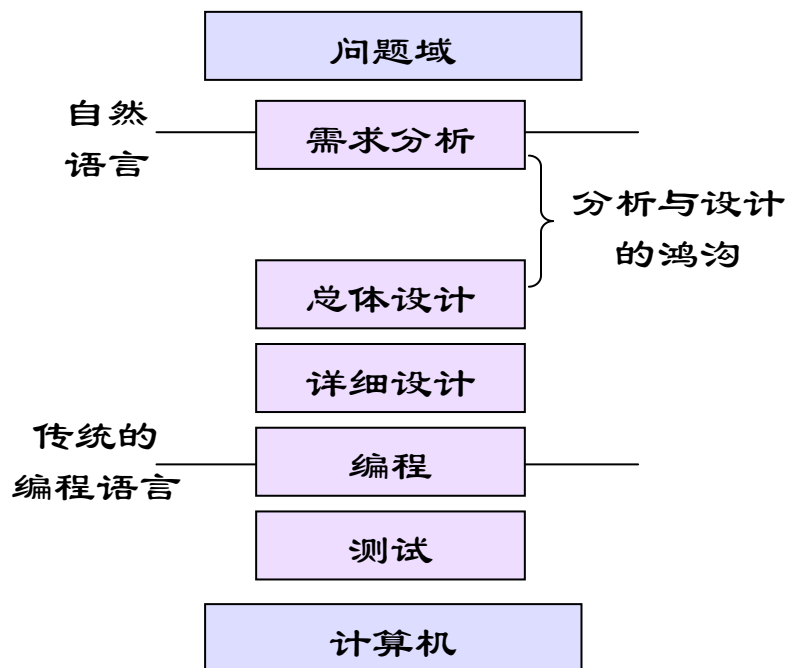 问题域
自然
语言
需求分析
分析与设计
的鸿沟
总体设计
详细设计
传统的
编程语言
编程
测试
计算机